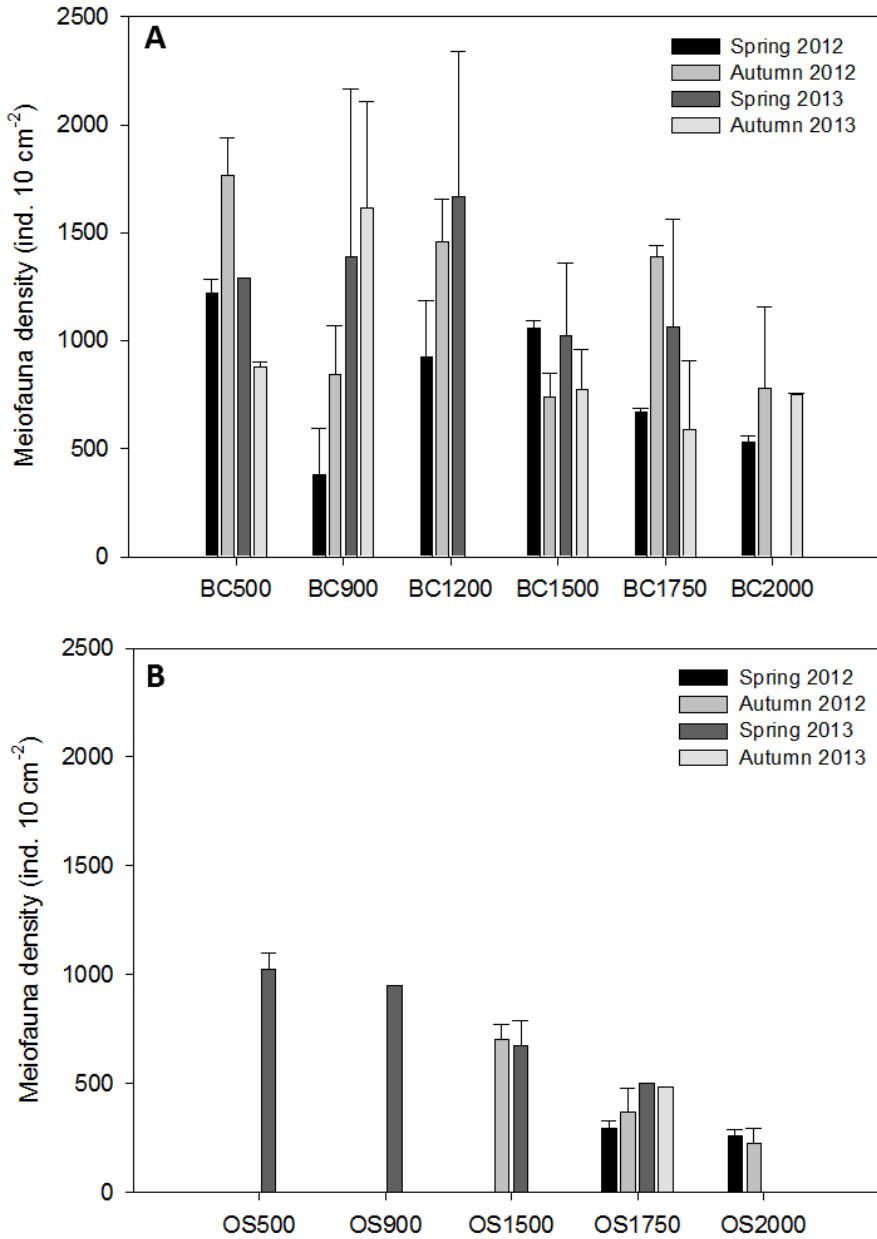 A
Spring 2012
Autumn 2012
Spring 2013
Autumn 2013
Meiofauna density (ind. 10 cm⁻²)
2500
2000
1500
1000
500
0
BC500 BC900 BC1200 BC1500 BC1750 BC2000
B
Spring 2012
Autumn 2012
Spring 2013
Autumn 2013
Meiofauna density (ind. 10 cm⁻²)
2500
2000
1500
1000
500
0
OS500 OS900 OS1500 OS1750 OS2000